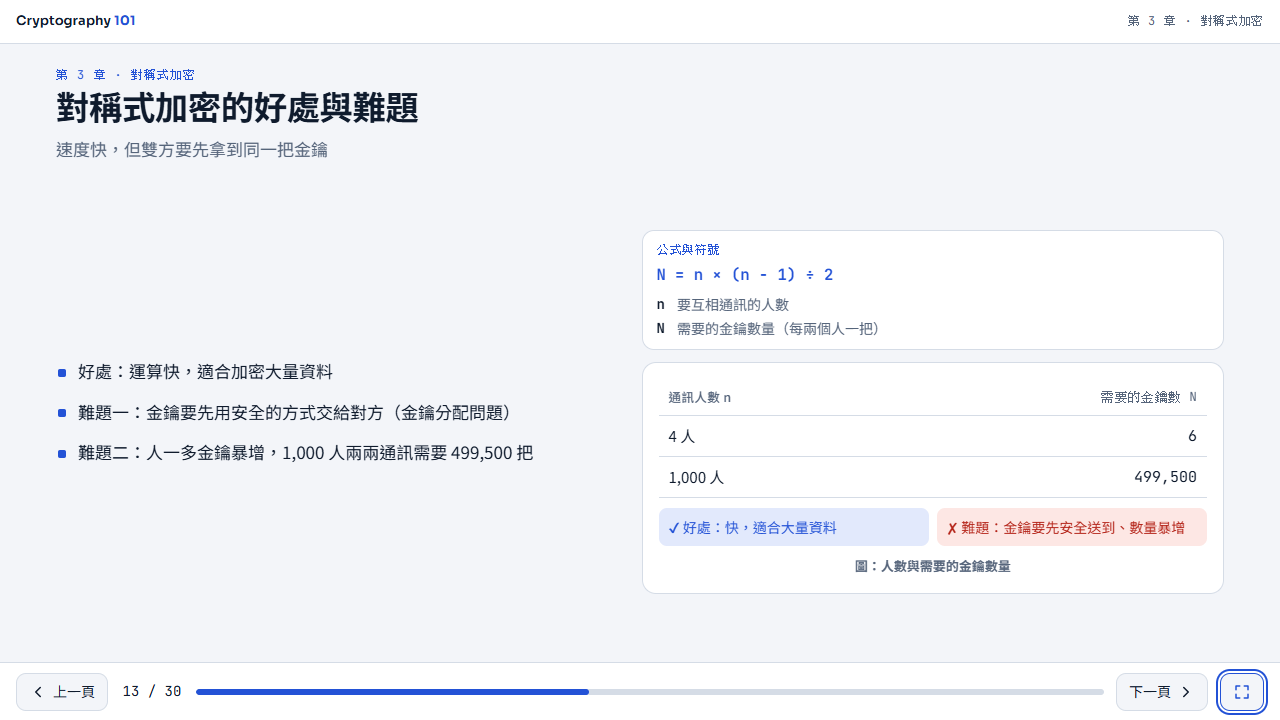 Cryptography 101
第 3 章 · 對稱式加密
第 3 章 · 對稱式加密
對稱式加密的好處與難題
速度快，但雙方要先拿到同一把金鑰
好處：運算快，適合加密大量資料
難題一：金鑰要先用安全的方式交給對方（金鑰分配問題）
難題二：人一多金鑰暴增，1,000 人兩兩通訊需要 499,500 把
公式與符號
N = n × (n - 1) ÷ 2
n 要互相通訊的人數
N 需要的金鑰數量（每兩個人一把）
通訊人數 n 需要的金鑰數 N
4 人 6
1,000 人 499,500
✓ 好處：快，適合大量資料
✗ 難題：金鑰要先安全送到、數量暴增
圖：人數與需要的金鑰數量
上一頁
13 / 30
下一頁